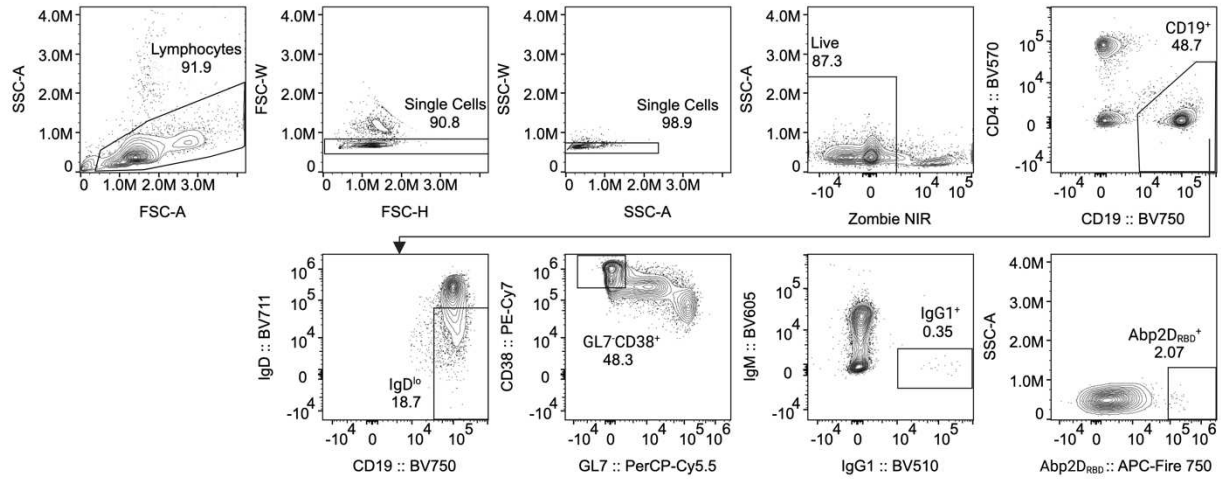 SSC-A
4.0M
3.0M
2.0M
1.0M
0
Lymphocytes
91.9
1.0M 2.0M 3.0M
FSC-A
FSC-W
4.0M
3.0M
2.0M
1.0M
0
Single Cells
90.8
1.0M 2.0M 3.0M
FSC-H
SSC-W
4.0M
3.0M
2.0M
1.0M
0
Single Cells
98.9
1.0M 2.0M 3.0M
SSC-A
SSC-A
4.0M
3.0M
2.0M
1.0M
0
Live
87.3
0 10⁴ 10⁵
Zombie NIR
CD4 :: BV570
10⁵
10⁴
0
-10⁴
CD19⁺
48.7
0 10⁴ 10⁵
CD19 :: BV750
IgD :: BV711
10⁶
10⁵
10⁴
0
-10⁴
IgDˡᵒ
18.7
-10⁴ 0 10⁴ 10⁵
CD19 :: BV750
CD38 :: PE-Cy7
10⁶
10⁵
10⁴
0
-10⁴
GL7⁻CD38⁺
48.3
-10⁴ 0 10⁴ 10⁵
GL7 :: PerCP-Cy5.5
IgM :: BV605
10⁵
10⁴
0
-10⁴
IgG1⁺
0.35
-10⁴ 0 10⁴ 10⁵
IgG1 :: BV510
SSC-A
4.0M
3.0M
2.0M
1.0M
0
Abp2D_RBD⁺
2.07
-10⁴ 0 10⁴ 10⁵ 10⁶
Abp2D_RBD :: APC-Fire 750